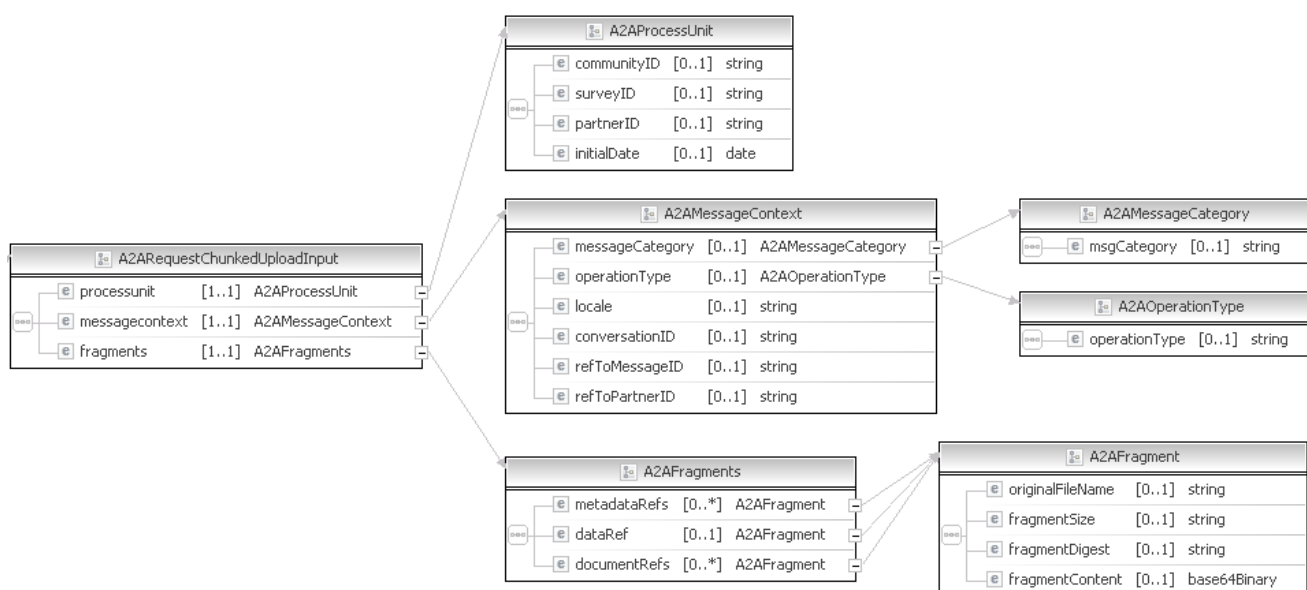 A2AProcessUnit
e communityID [0..1] string
e surveyID [0..1] string
e partnerID [0..1] string
e initialDate [0..1] date
A2ARequestChunkedUploadInput
e processunit [1..1] A2AProcessUnit
e messagecontext [1..1] A2AMessageContext
e fragments [1..1] A2AFragments
A2AMessageContext
e messageCategory [0..1] A2AMessageCategory
e operationType [0..1] A2AOperationType
e locale [0..1] string
e conversationID [0..1] string
e refToMessageID [0..1] string
e refToPartnerID [0..1] string
A2AMessageCategory
e msgCategory [0..1] string
A2AOperationType
e operationType [0..1] string
A2AFragments
e metadataRefs [0..*] A2AFragment
e dataRef [0..1] A2AFragment
e documentRefs [0..*] A2AFragment
A2AFragment
e originalFileName [0..1] string
e fragmentSize [0..1] string
e fragmentDigest [0..1] string
e fragmentContent [0..1] base64Binary